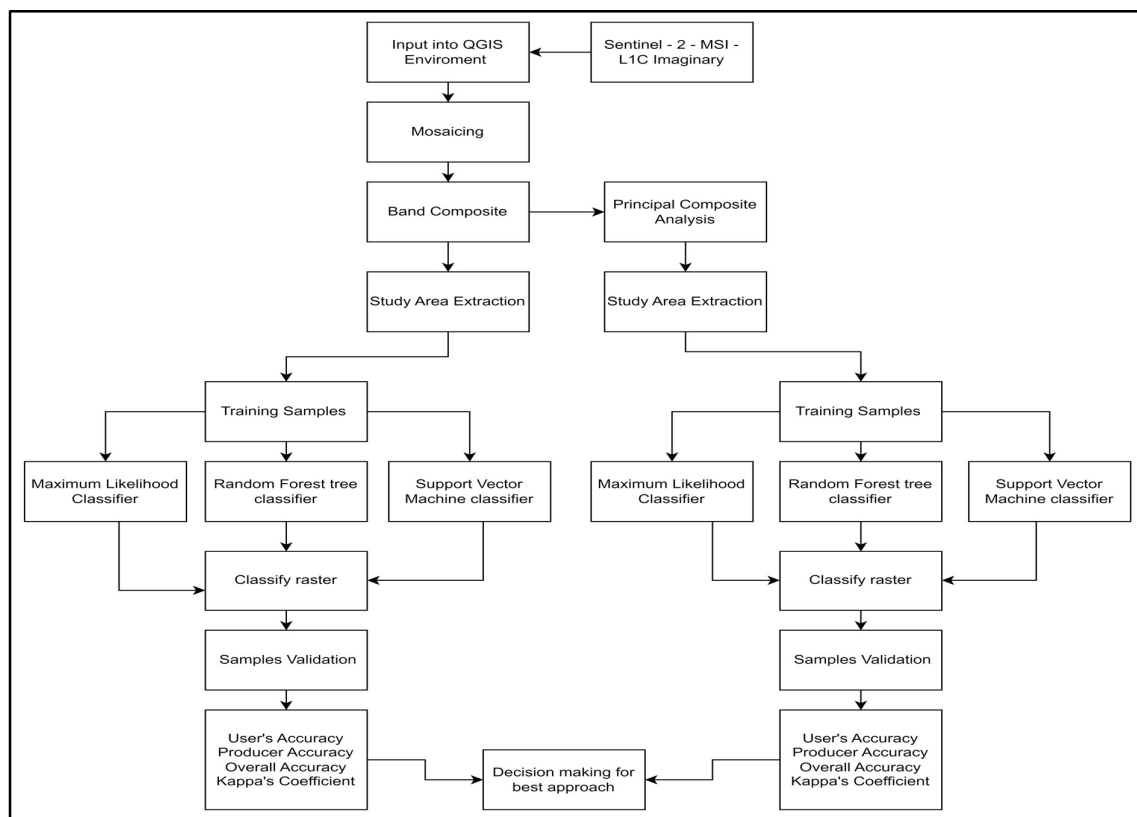 Input into QGIS
Enviroment
Sentinel - 2 - MSI -
L1C Imaginary
Mosaicing
Band Composite
Principal Composite
Analysis
Study Area Extraction
Study Area Extraction
Training Samples
Training Samples
Maximum Likelihood
Classifier
Random Forest tree
classifier
Support Vector
Machine classifier
Maximum Likelihood
Classifier
Random Forest tree
classifier
Support Vector
Machine classifier
Classify raster
Classify raster
Samples Validation
Samples Validation
User's Accuracy
Producer Accuracy
Overall Accuracy
Kappa's Coefficient
Decision making for
best approach
User's Accuracy
Producer Accuracy
Overall Accuracy
Kappa's Coefficient